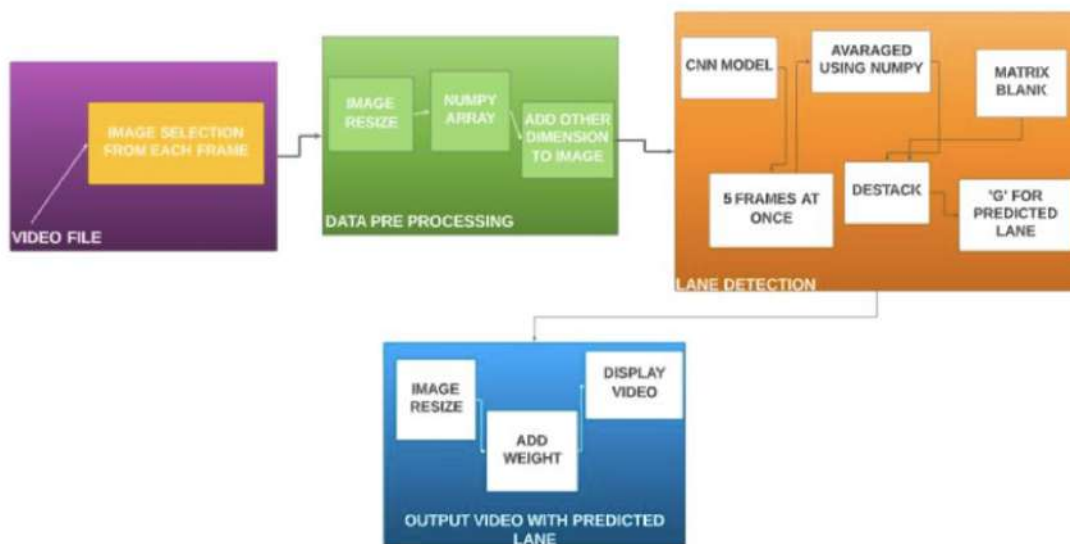 IMAGE SELECTION
FROM EACH FRAME
VIDEO FILE
IMAGE
RESIZE
NUMPY
ARRAY
ADD OTHER
DIMENSION
TO IMAGE
DATA PRE PROCESSING
CNN MODEL
AVARAGED
USING NUMPY
MATRIX
BLANK
5 FRAMES AT
ONCE
DESTACK
'G' FOR
PREDICTED
LANE
LANE DETECTION
IMAGE
RESIZE
ADD
WEIGHT
DISPLAY
VIDEO
OUTPUT VIDEO WITH PREDICTED
LANE